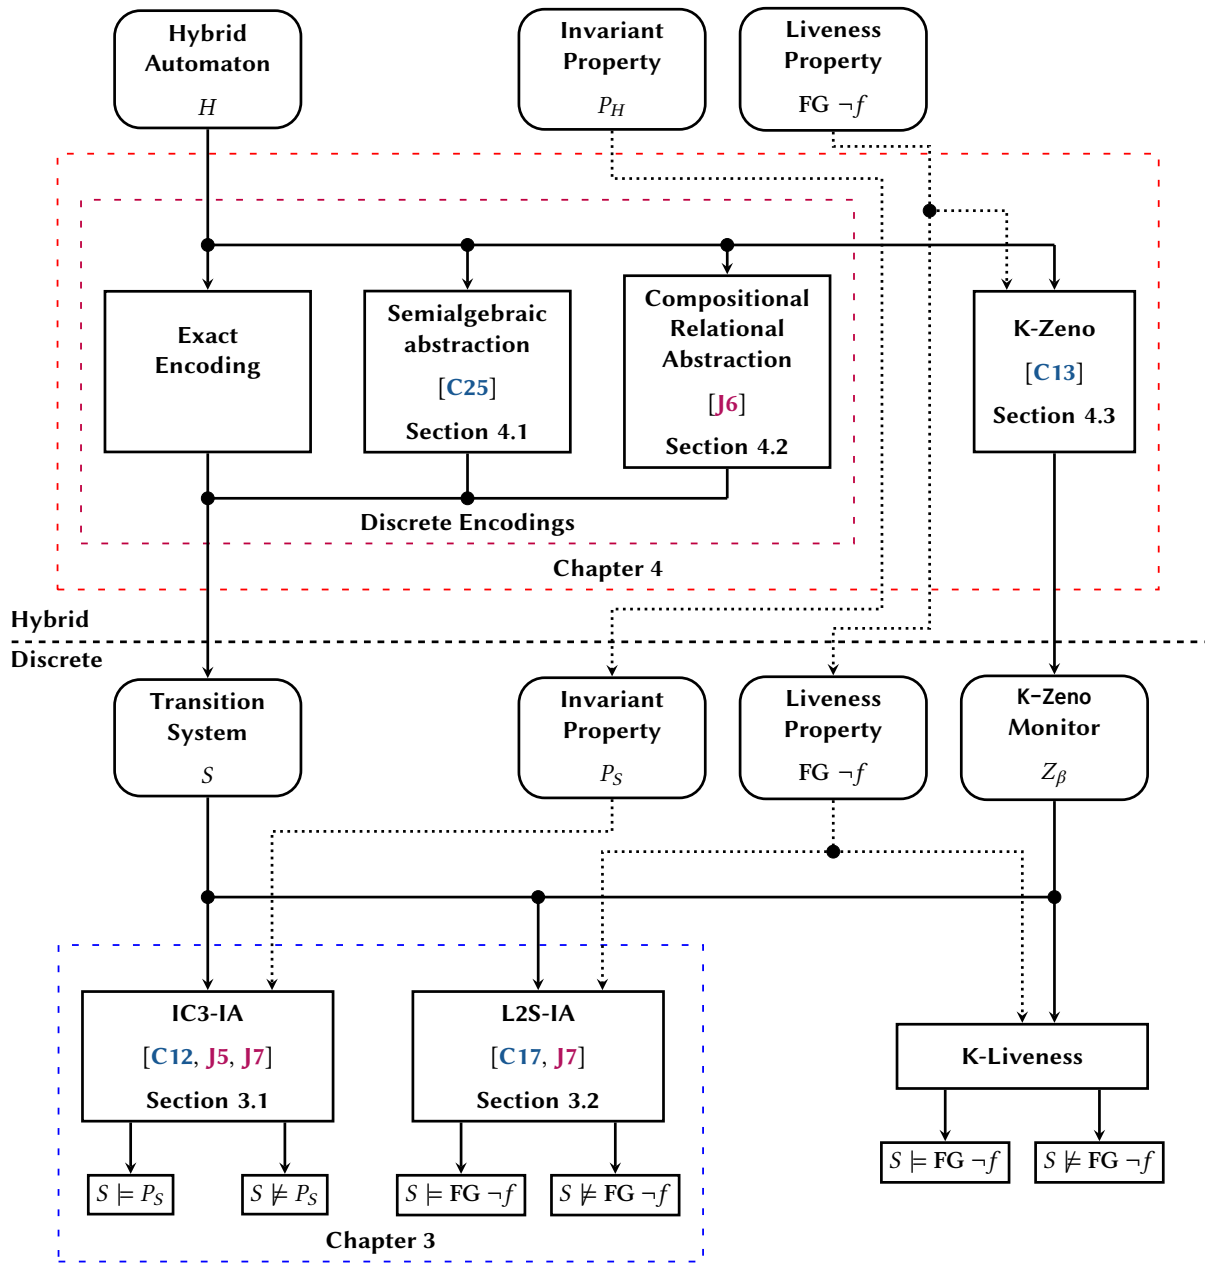 Hybrid
Automaton
H
Invariant
Property
P_H
Liveness
Property
FG ¬f
Exact
Encoding
Semialgebraic
abstraction
[C25]
Section 4.1
Compositional
Relational
Abstraction
[J6]
Section 4.2
K-Zeno
[C13]
Section 4.3
Discrete Encodings
Chapter 4
Hybrid
Discrete
Transition
System
S
Invariant
Property
P_S
Liveness
Property
FG ¬f
K-Zeno
Monitor
Z_β
IC3-IA
[C12, J5, J7]
Section 3.1
L2S-IA
[C17, J7]
Section 3.2
K-Liveness
S ⊨ P_S
S ⊭ P_S
S ⊨ FG ¬f
S ⊭ FG ¬f
S ⊨ FG ¬f
S ⊭ FG ¬f
Chapter 3